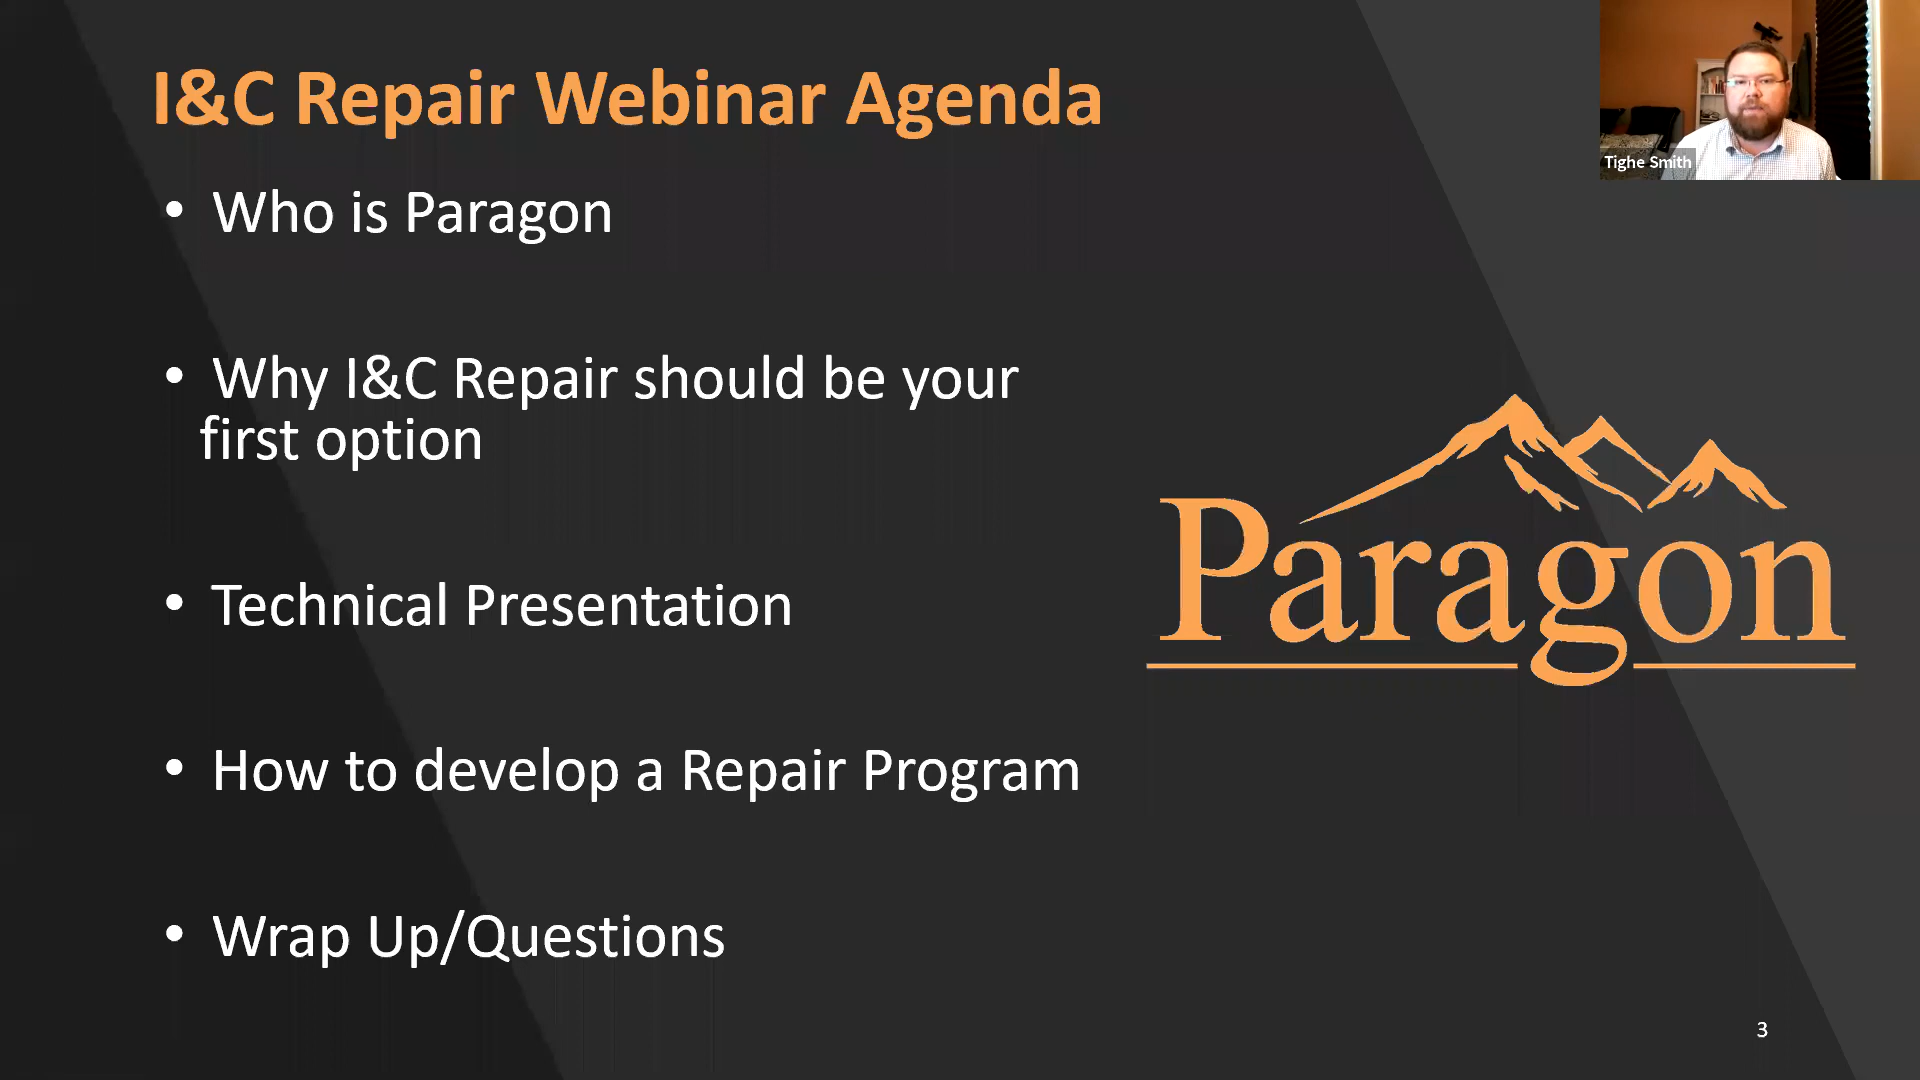 I&C Repair Webinar Agenda
Tighe Smith
• Who is Paragon
• Why I&C Repair should be your
first option
• Technical Presentation
• How to develop a Repair Program
• Wrap Up/Questions
Paragon
3